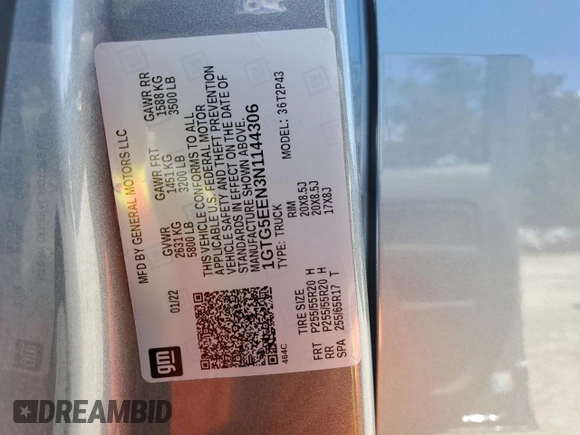 MFD BY GENERAL MOTORS LLC
01/22
GVWR GAWR FRT GAWR RR
2631 KG 1451 KG 1588 KG
5800 LB 3200 LB 3500 LB
THIS VEHICLE CONFORMS TO ALL
APPLICABLE U.S. FEDERAL MOTOR
VEHICLE SAFETY AND THEFT PREVENTION
STANDARDS IN EFFECT ON THE DATE OF
MANUFACTURE SHOWN ABOVE.
1GTG5EEN3N1144306
TYPE: TRUCK MODEL: 36T2P43
TIRE SIZE RIM
FRT P255/55R20 H 20X8.5J
RR P255/55R20 H 20X8.5J
SPA 255/65R17 T 17X8J
464C
gm
DREAMBID